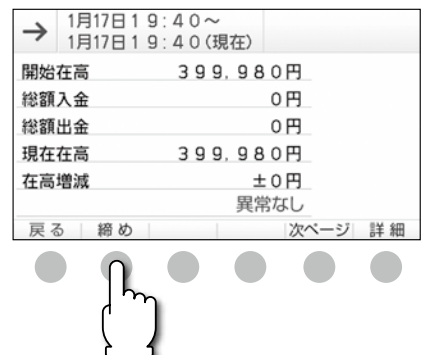 → 1月17日19:40～
1月17日19:40(現在)
開始在高 399,980円
総額入金 0円
総額出金 0円
現在在高 399,980円
在高増減 ±0円
異常なし
戻る 締め 次ページ 詳細